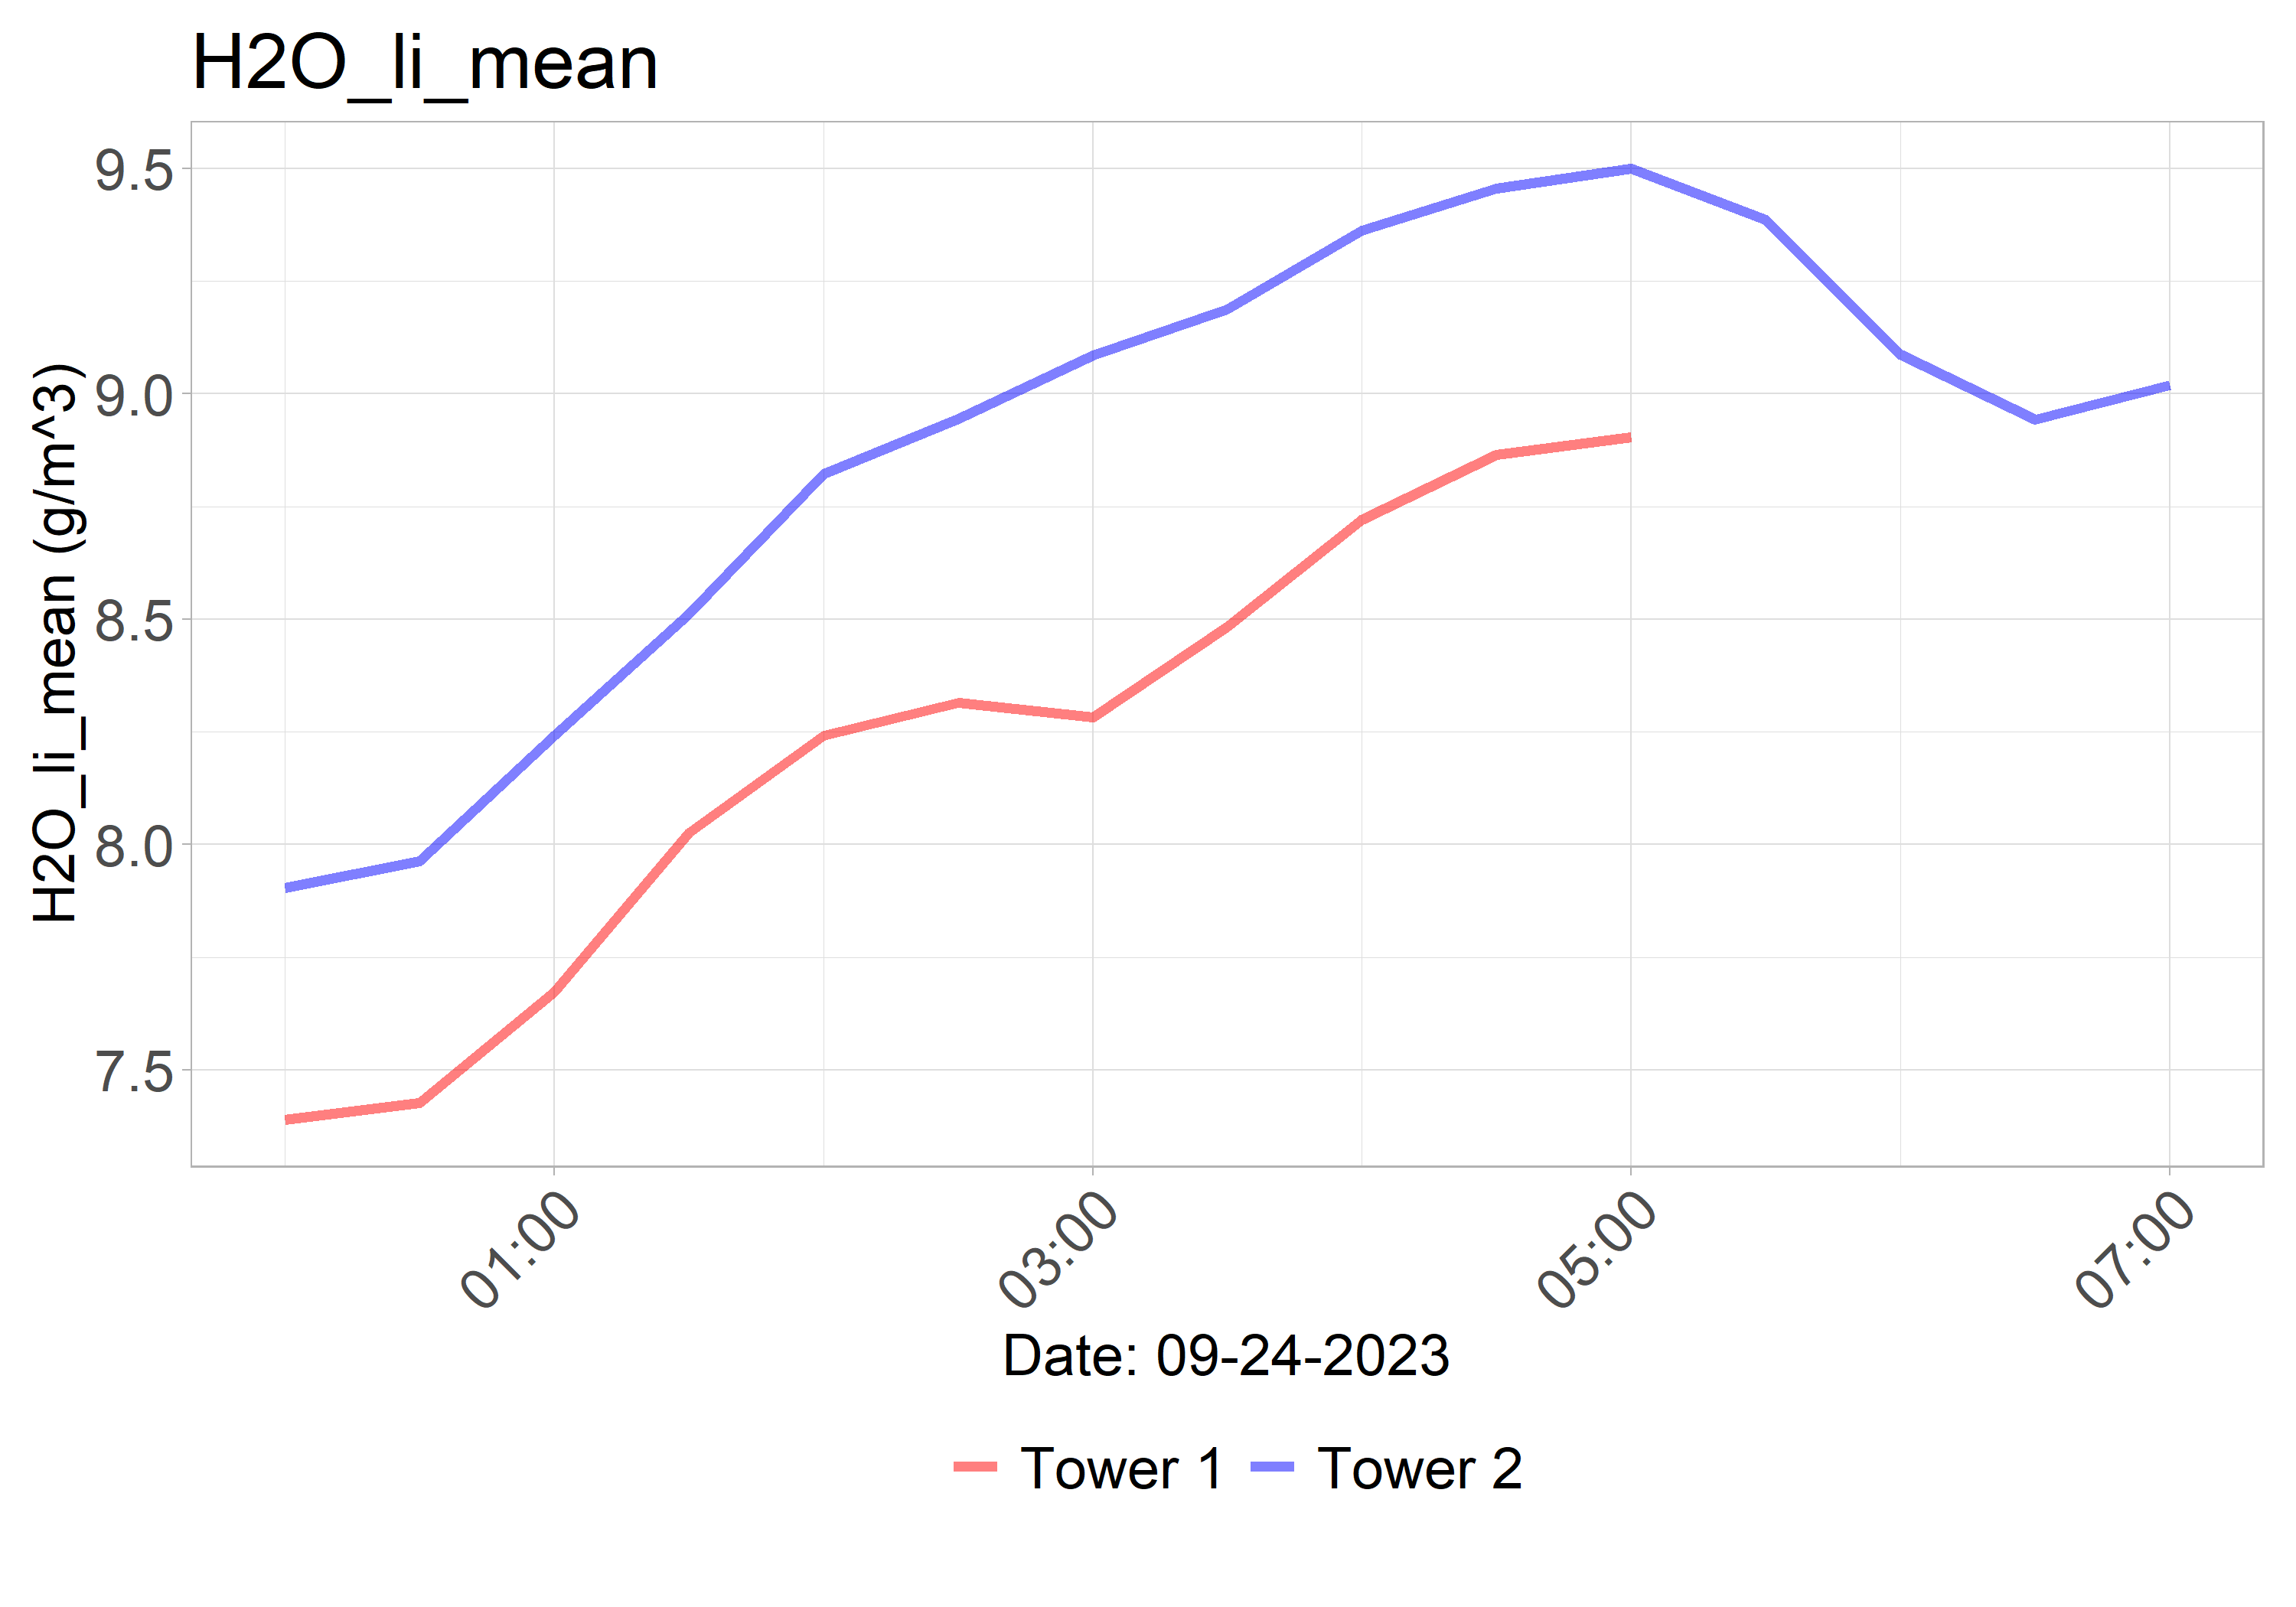 H2O_li_mean
H2O_li_mean (g/m^3)
9.5
9.0
8.5
8.0
7.5
01:00
03:00
05:00
07:00
Date: 09-24-2023
Tower 1
Tower 2